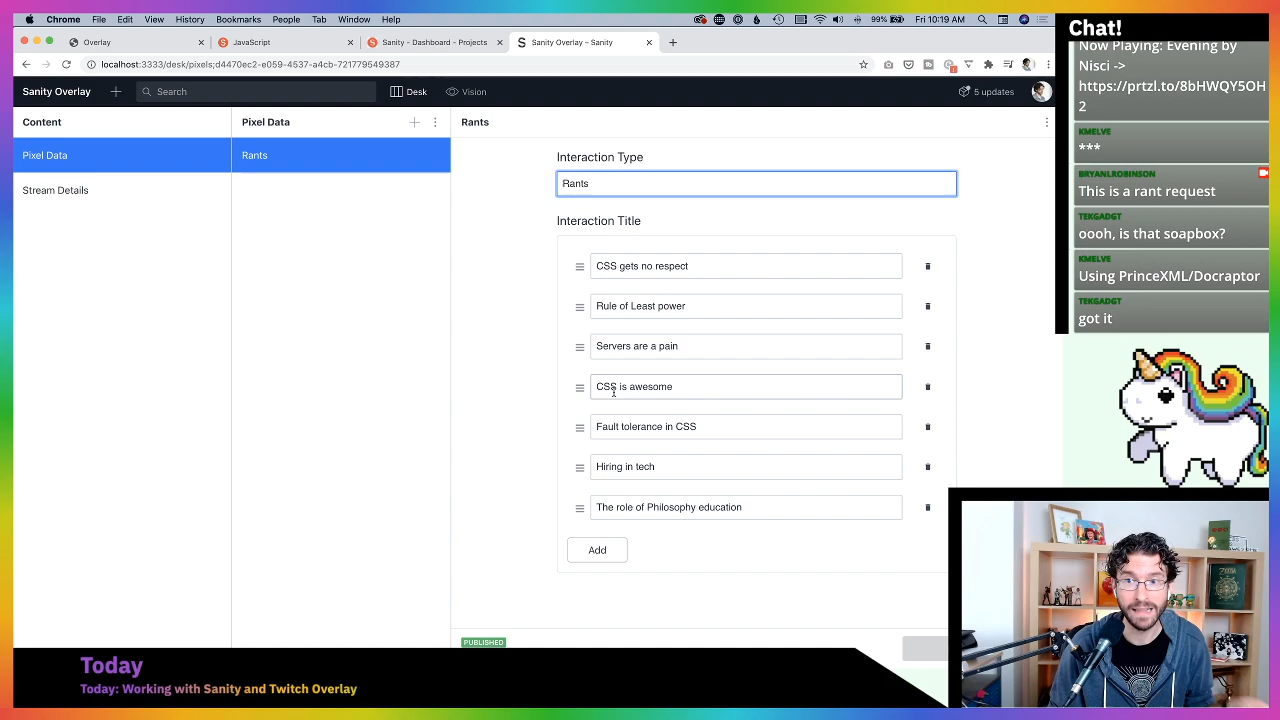 Chrome File Edit View History Bookmarks People Tab Window Help
99% Fri 10:19 AM
Overlay
JavaScript
Sanity - Dashboard - Projects
Sanity Overlay – Sanity
localhost:3333/desk/pixels;d4470ec2-e059-4537-a4cb-721779549387
Sanity Overlay
Search
Desk
Vision
5 updates
Content
Pixel Data
Rants
Pixel Data
Rants
Stream Details
Interaction Type
Rants
Interaction Title
CSS gets no respect
Rule of Least power
Servers are a pain
CSS is awesome
Fault tolerance in CSS
Hiring in tech
The role of Philosophy education
Add
PUBLISHED
Chat!
Now Playing: Evening by
Nisci ->
https://prtzl.to/8bHWQY5OH
2
KMELVE
***
BRYANLROBINSON
This is a rant request
TEKGADGT
oooh, is that soapbox?
KMELVE
Using PrinceXML/Docraptor
TEKGADGT
got it
Today
Today: Working with Sanity and Twitch Overlay